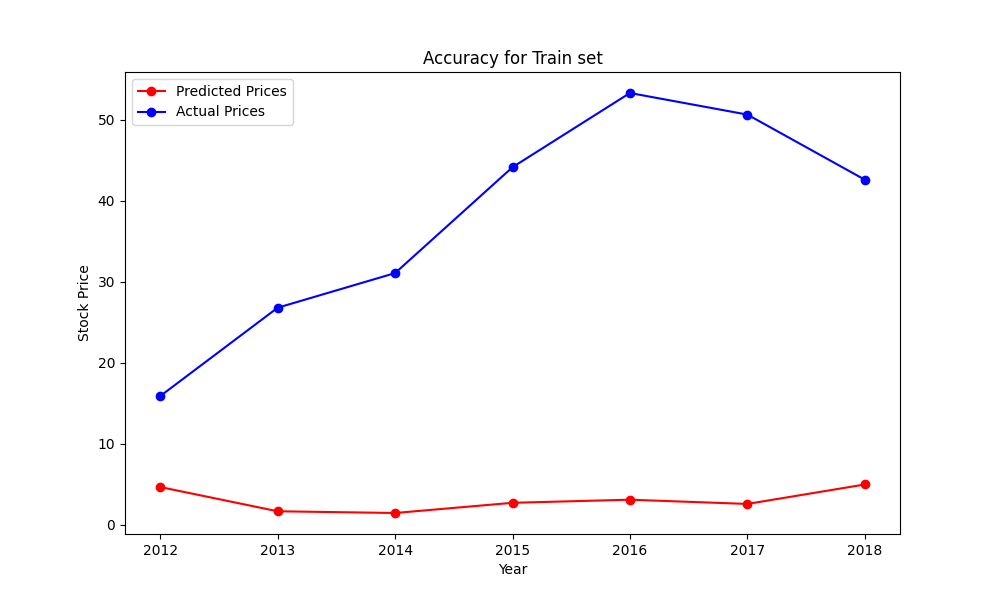 Accuracy for Train set
Predicted Prices
Actual Prices
50
40
30
20
10
0
Stock Price
2012 2013 2014 2015 2016 2017 2018
Year